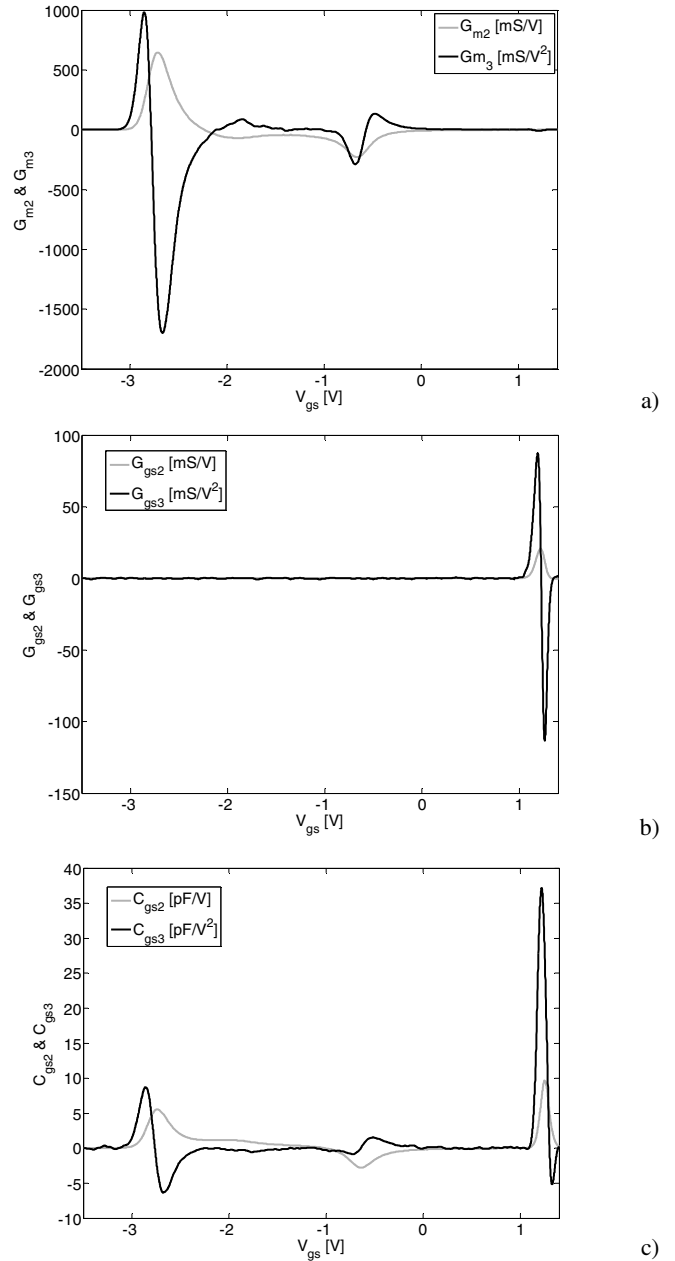 1000
500
0
-500
-1000
-1500
-2000
G_m2 & G_m3
G_m2 [mS/V]
Gm_3 [mS/V²]
-3 -2 -1 0 1
V_gs [V]
a)
100
50
0
-50
-100
-150
G_gs2 & G_gs3
G_gs2 [mS/V]
G_gs3 [mS/V²]
-3 -2 -1 0 1
V_gs [V]
b)
40
35
30
25
20
15
10
5
0
-5
-10
C_gs2 & C_gs3
C_gs2 [pF/V]
C_gs3 [pF/V²]
-3 -2 -1 0 1
V_gs [V]
c)